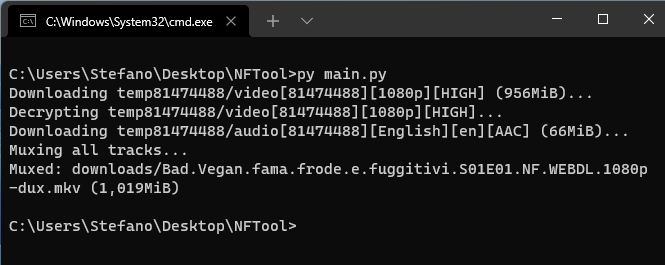 C:\Windows\System32\cmd.exe
C:\Users\Stefano\Desktop\NFTool>py main.py
Downloading temp81474488/video[81474488][1080p][HIGH] (956MiB)...
Decrypting temp81474488/video[81474488][1080p][HIGH]...
Downloading temp81474488/audio[81474488][English][en][AAC] (66MiB)...
Muxing all tracks...
Muxed: downloads/Bad.Vegan.fama.frode.e.fuggitivi.S01E01.NF.WEBDL.1080p
-dux.mkv (1,019MiB)
C:\Users\Stefano\Desktop\NFTool>